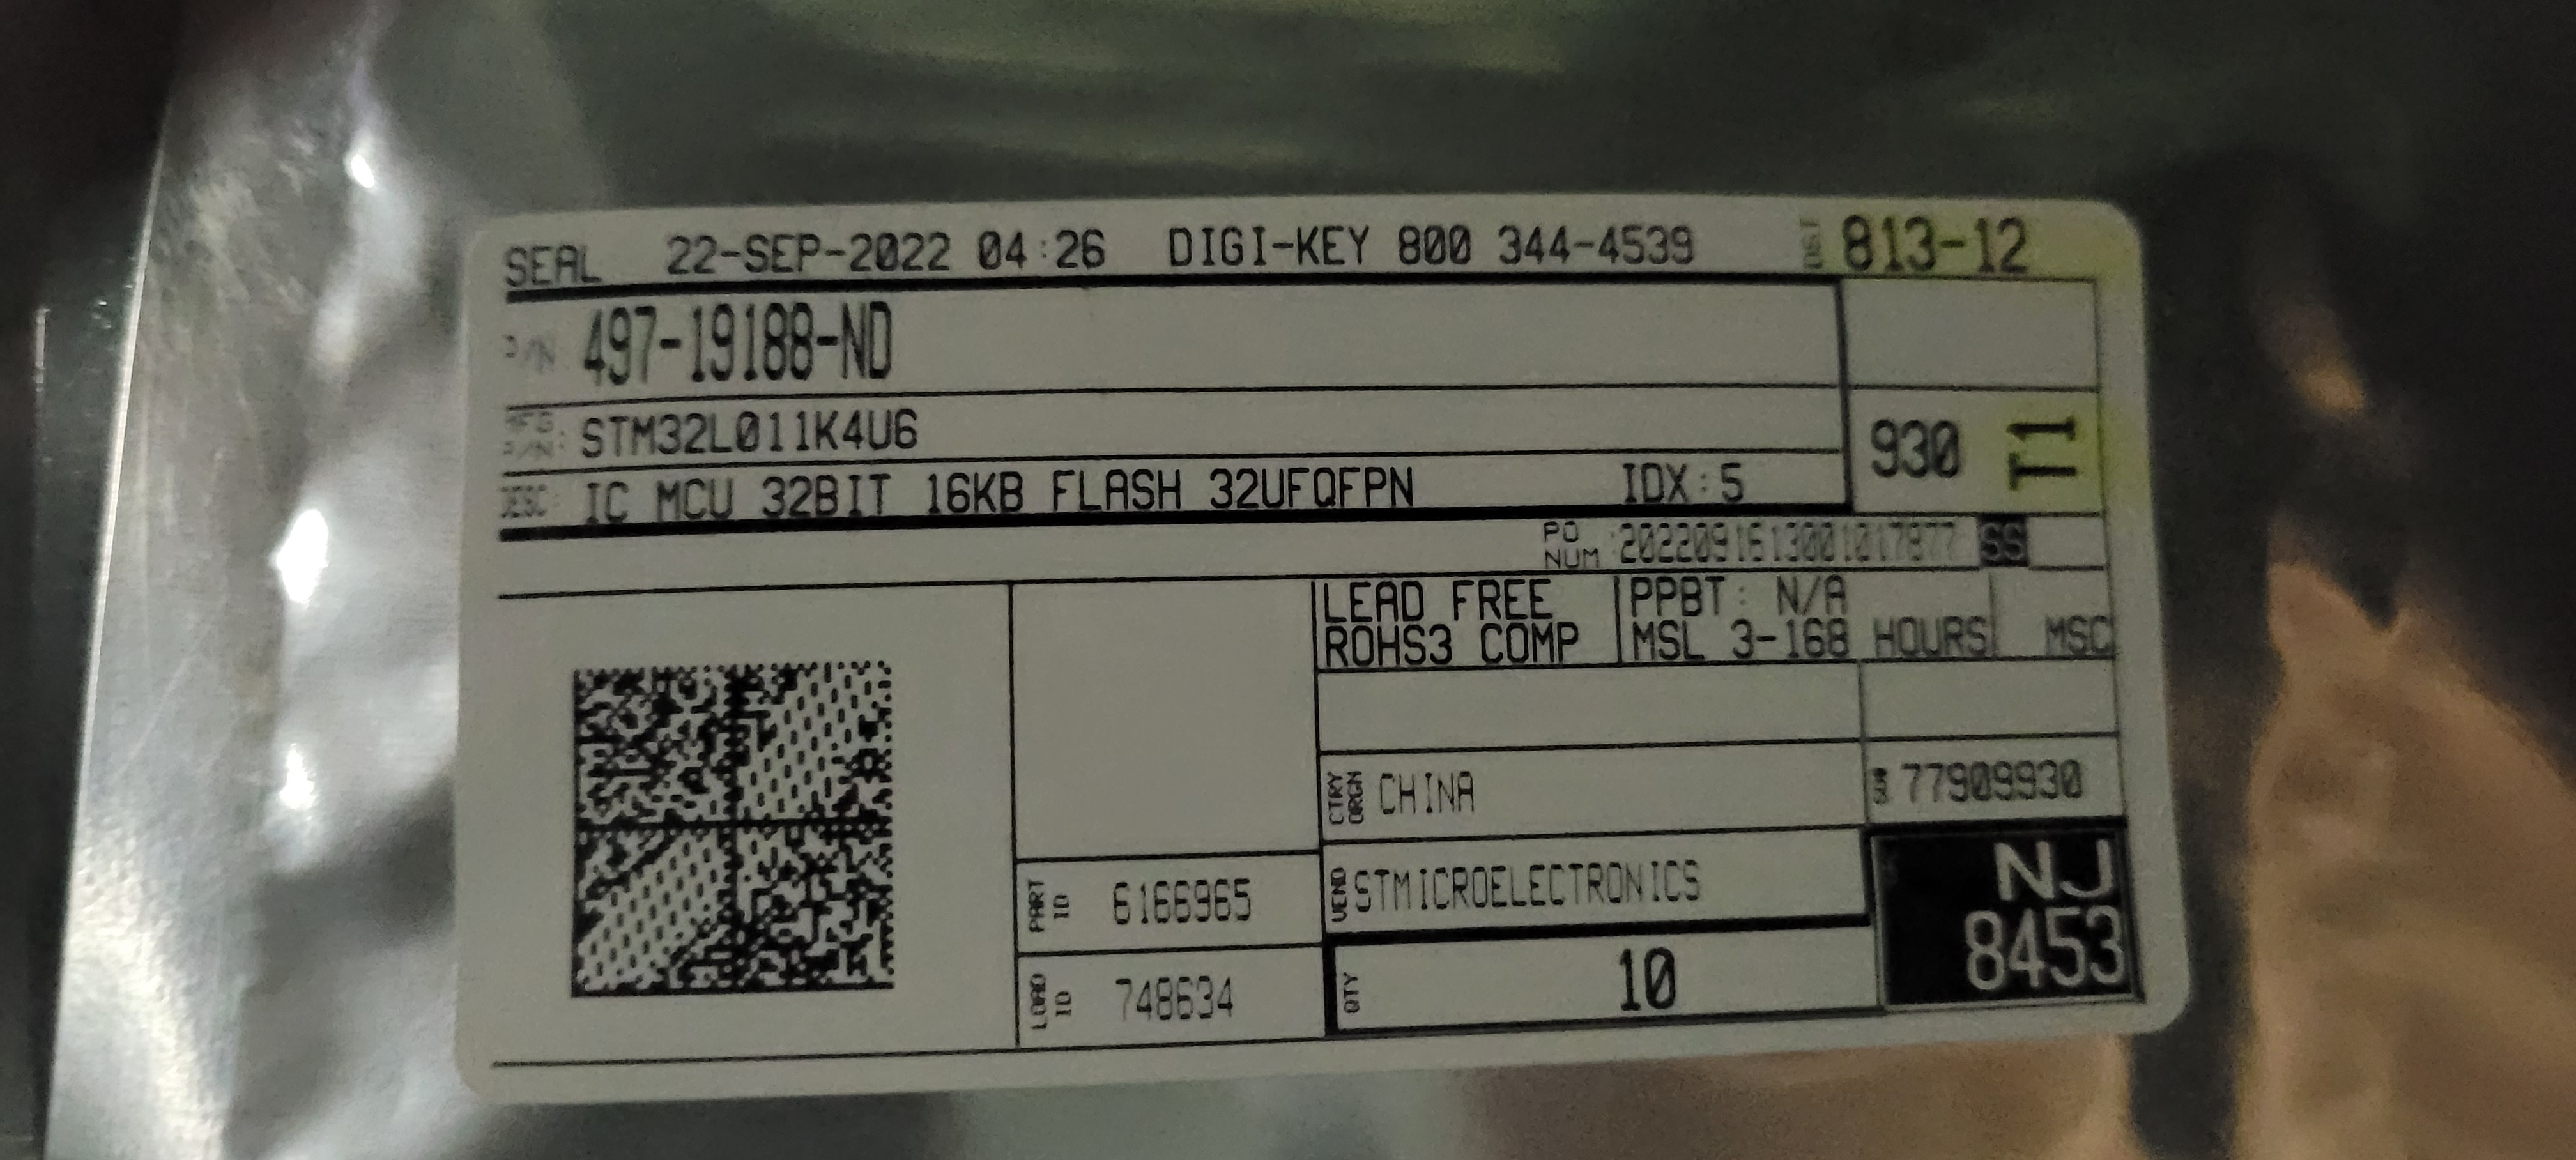 SEAL 22-SEP-2022 04:26 DIGI-KEY 800 344-4539 813-12
P/N 497-19188-ND
MFG P/N: STM32L011K4U6
930 T1
DESC: IC MCU 32BIT 16KB FLASH 32UFQFPN IDX:5
PO NUM SS
LEAD FREE PPBT: N/A
ROHS3 COMP MSL 3-168 HOURS MSC
CTRY ORGN CHINA 77909930
PART ID 6166965
VEND STMICROELECTRONICS
NJ
8453
LOAD ID 748634
QTY 10